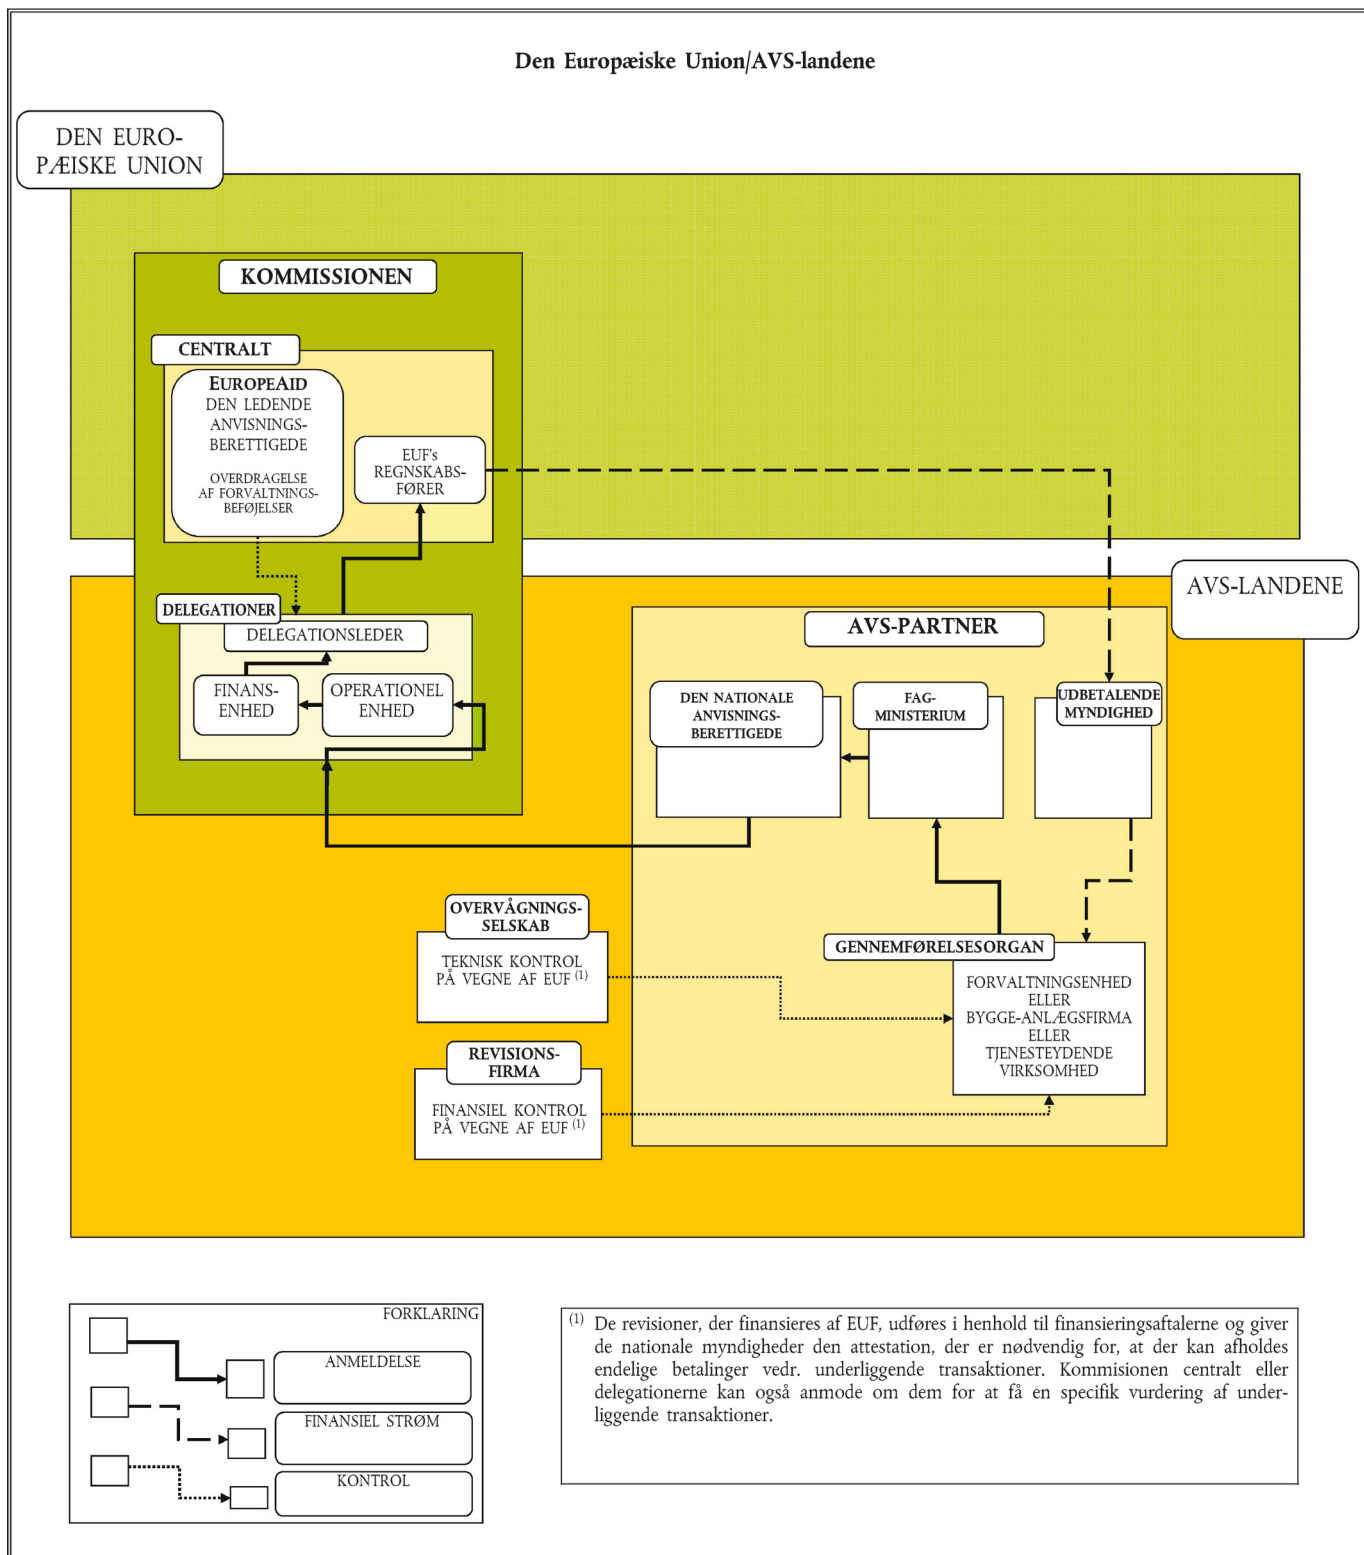 Den Europæiske Union/AVS-landene
DEN EURO-
PÆISKE UNION
KOMMISSIONEN
CENTRALT
EUROPEAID
DEN LEDENDE
ANVISNINGS-
BERETTIGEDE
OVERDRAGELSE
AF FORVALTNINGS-
BEFØJELSER
EUF's
REGNSKABS-
FØRER
AVS-LANDENE
DELEGATIONER
DELEGATIONSLEDER
FINANS-
ENHED
OPERATIONEL
ENHED
AVS-PARTNER
DEN NATIONALE
ANVISNINGS-
BERETTIGEDE
FAG-
MINISTERIUM
UDBETALENDE
MYNDIGHED
OVERVÅGNINGS-
SELSKAB
TEKNISK KONTROL
PÅ VEGNE AF EUF (1)
GENNEMFØRELSESORGAN
FORVALTNINGSENHED
ELLER
BYGGE-ANLÆGSFIRMA
ELLER
TJENESTEYDENDE
VIRKSOMHED
REVISIONS-
FIRMA
FINANSIEL KONTROL
PÅ VEGNE AF EUF (1)
FORKLARING
ANMELDELSE
FINANSIEL STRØM
KONTROL
(1) De revisioner, der finansieres af EUF, udføres i henhold til finansieringsaftalerne og giver
de nationale myndigheder den attestation, der er nødvendig for, at der kan afholdes
endelige betalinger vedr. underliggende transaktioner. Kommisionen centralt eller
delegationerne kan også anmode om dem for at få en specifik vurdering af under-
liggende transaktioner.